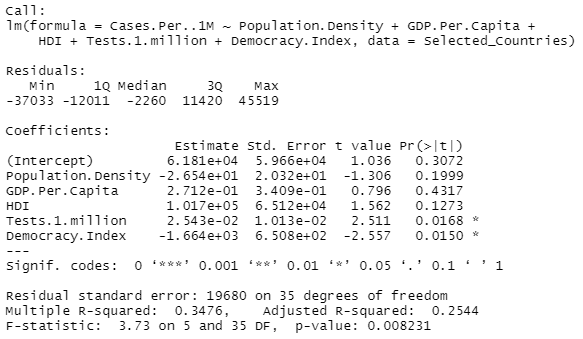 Call:
lm(formula = Cases.Per..1M ~ Population.Density + GDP.Per.Capita +
    HDI + Tests.1.million + Democracy.Index, data = Selected_Countries)

Residuals:
   Min     1Q Median     3Q    Max
-37033 -12011  -2260  11420  45519

Coefficients:
                     Estimate Std. Error t value Pr(>|t|)
(Intercept)         6.181e+04  5.966e+04   1.036   0.3072
Population.Density -2.654e+01  2.032e+01  -1.306   0.1999
GDP.Per.Capita      2.712e-01  3.409e-01   0.796   0.4317
HDI                 1.017e+05  6.512e+04   1.562   0.1273
Tests.1.million     2.543e-02  1.013e-02   2.511   0.0168 *
Democracy.Index    -1.664e+03  6.508e+02  -2.557   0.0150 *
---
Signif. codes:  0 ‘***’ 0.001 ‘**’ 0.01 ‘*’ 0.05 ‘.’ 0.1 ‘ ’ 1

Residual standard error: 19680 on 35 degrees of freedom
Multiple R-squared:  0.3476,    Adjusted R-squared:  0.2544
F-statistic:  3.73 on 5 and 35 DF,  p-value: 0.008231